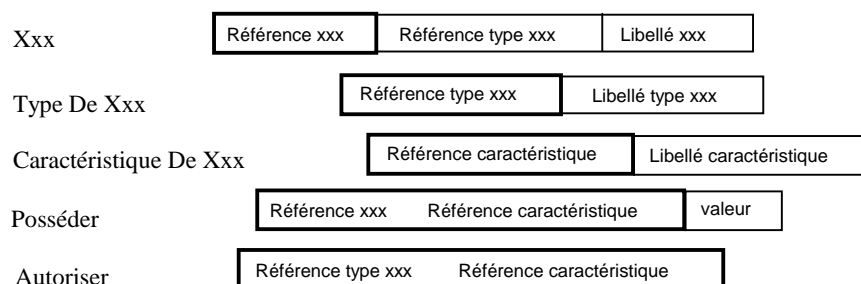 Xxx Référence xxx Référence type xxx Libellé xxx
Type De Xxx Référence type xxx Libellé type xxx
Caractéristique De Xxx Référence caractéristique Libellé caractéristique
Posséder Référence xxx Référence caractéristique valeur
Autoriser Référence type xxx Référence caractéristique